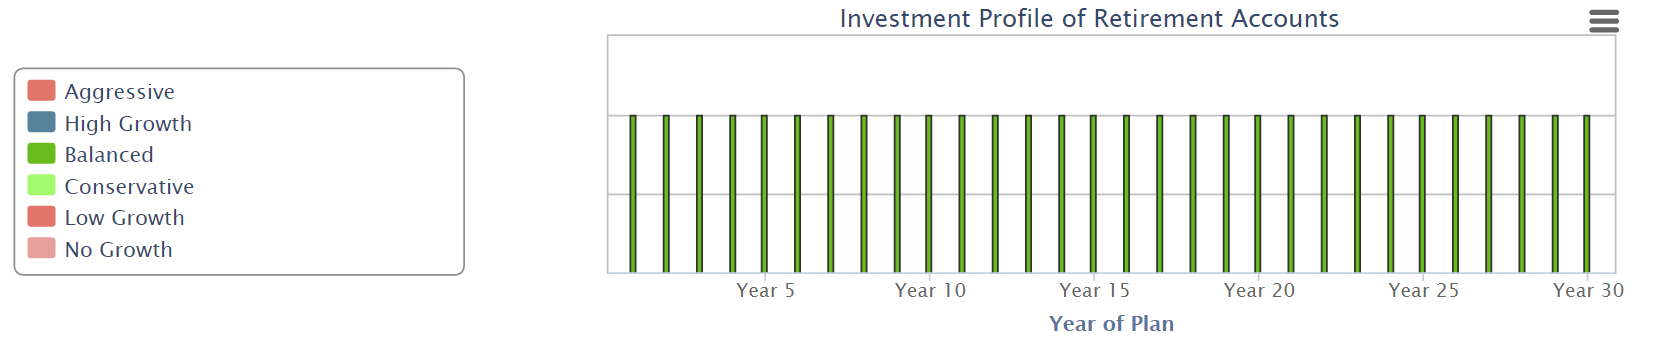 Investment Profile of Retirement Accounts
Aggressive
High Growth
Balanced
Conservative
Low Growth
No Growth
Year 5 Year 10 Year 15 Year 20 Year 25 Year 30
Year of Plan